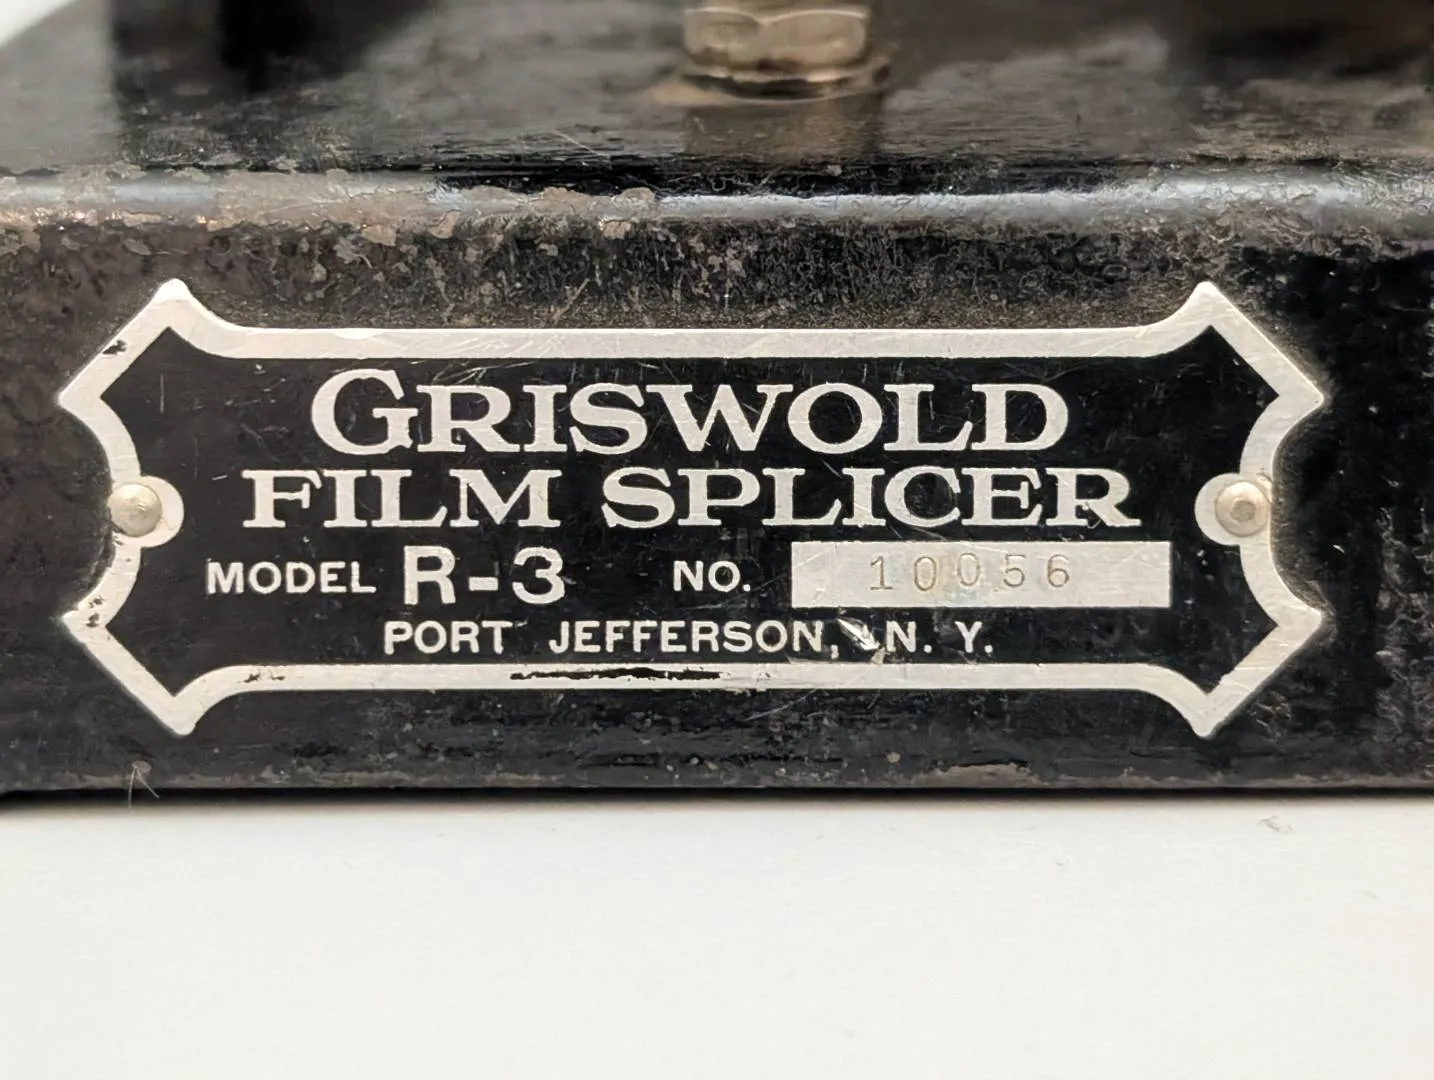 GRISWOLD
FILM SPLICER
MODEL R-3 NO. 10056
PORT JEFFERSON, N. Y.